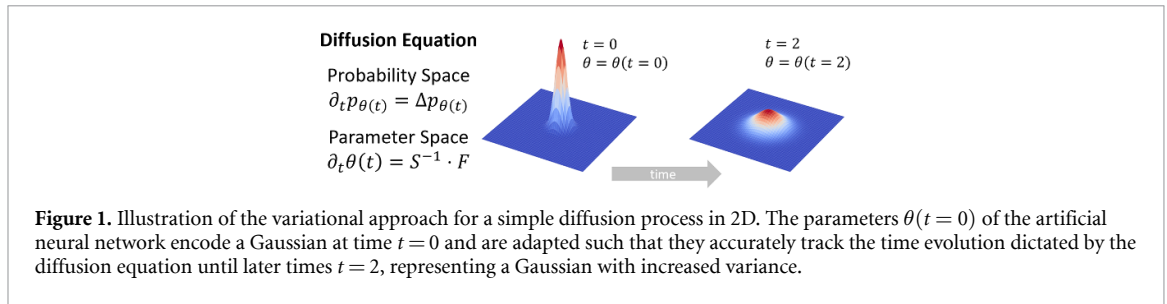 Diffusion Equation
Probability Space
∂ₜp_θ(t) = Δp_θ(t)
Parameter Space
∂ₜθ(t) = S⁻¹ · F
t = 0
θ = θ(t = 0)
t = 2
θ = θ(t = 2)
time
Figure 1. Illustration of the variational approach for a simple diffusion process in 2D. The parameters θ(t = 0) of the artificial
neural network encode a Gaussian at time t = 0 and are adapted such that they accurately track the time evolution dictated by the
diffusion equation until later times t = 2, representing a Gaussian with increased variance.